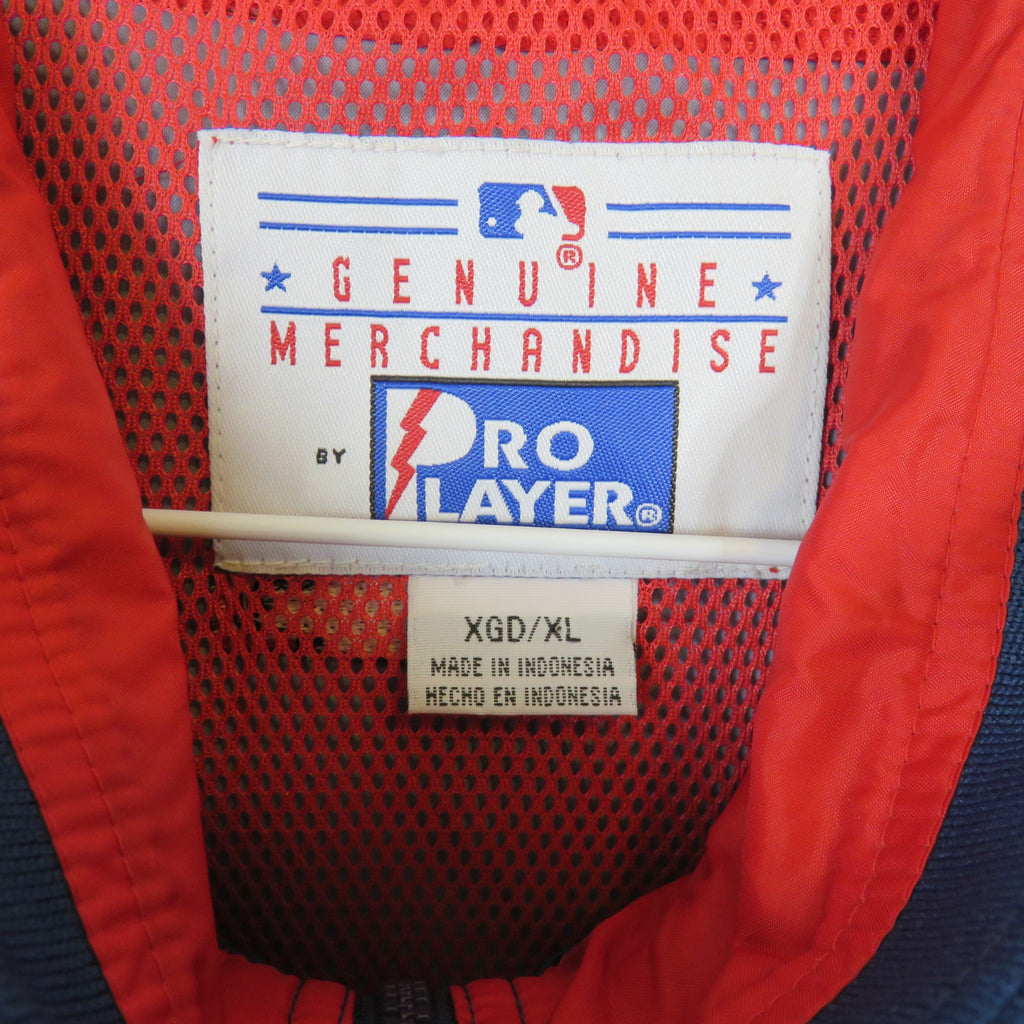 ®
GENUINE
MERCHANDISE
BY
PRO
PLAYER®
XGD/XL
MADE IN INDONESIA
HECHO EN INDONESIA